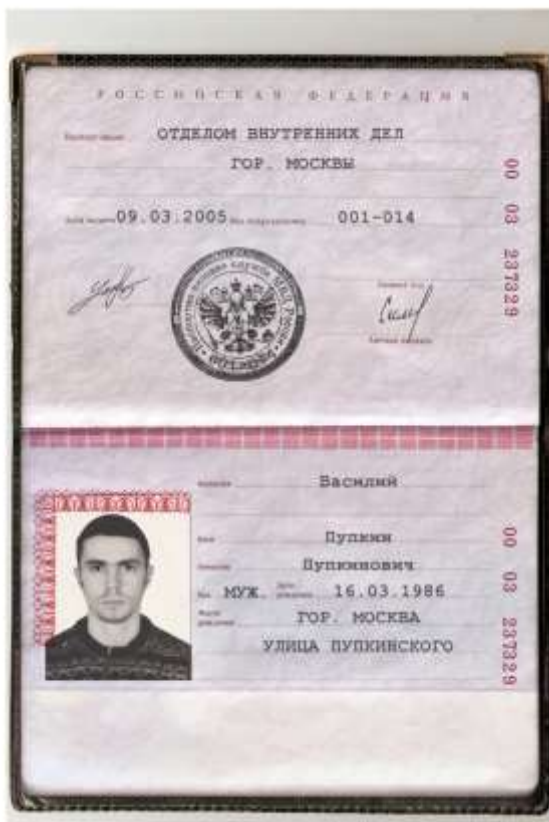 РОССИЙСКАЯ ФЕДЕРАЦИЯ
ОТДЕЛОМ ВНУТРЕННИХ ДЕЛ
ГОР. МОСКВЫ
09.03.2005 001-014
00 03 237329
Василий
Пупкин
Пупкинович
МУЖ. 16.03.1986
ГОР. МОСКВА
УЛИЦА ПУПКИНСКОГО
00 03 237329